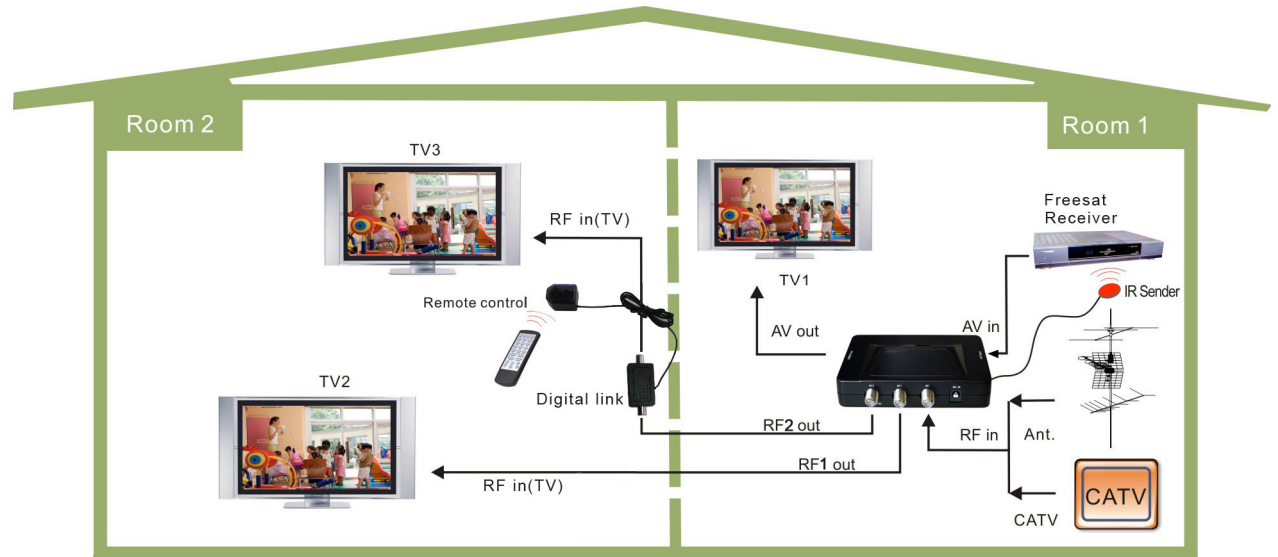 Room 2
Room 1
TV3
RF in(TV)
Remote control
Digital link
TV2
RF in(TV)
TV1
AV out
AV in
Freesat
Receiver
IR Sender
RF2 out
RF1 out
RF in
Ant.
CATV
CATV